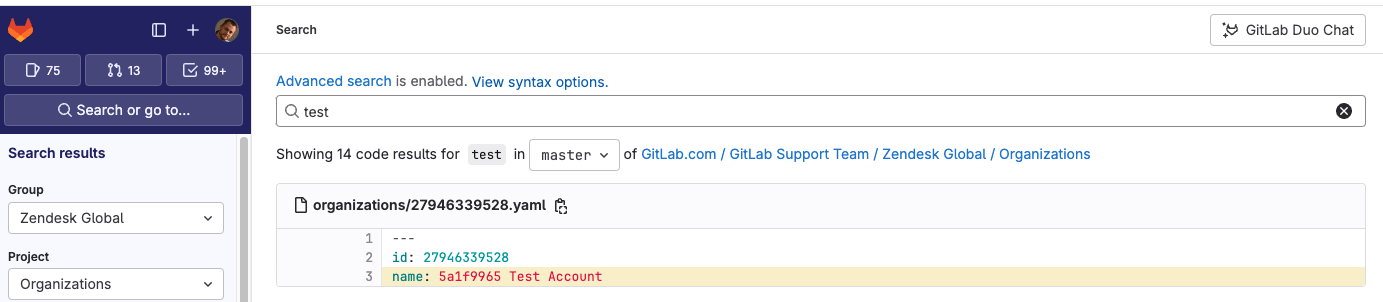 Search
GitLab Duo Chat
75
13
99+
Search or go to...
Search results
Group
Zendesk Global
Project
Organizations
Advanced search is enabled. View syntax options.
test
Showing 14 code results for test in master of GitLab.com / GitLab Support Team / Zendesk Global / Organizations
organizations/27946339528.yaml
1 ---
2 id: 27946339528
3 name: 5a1f9965 Test Account